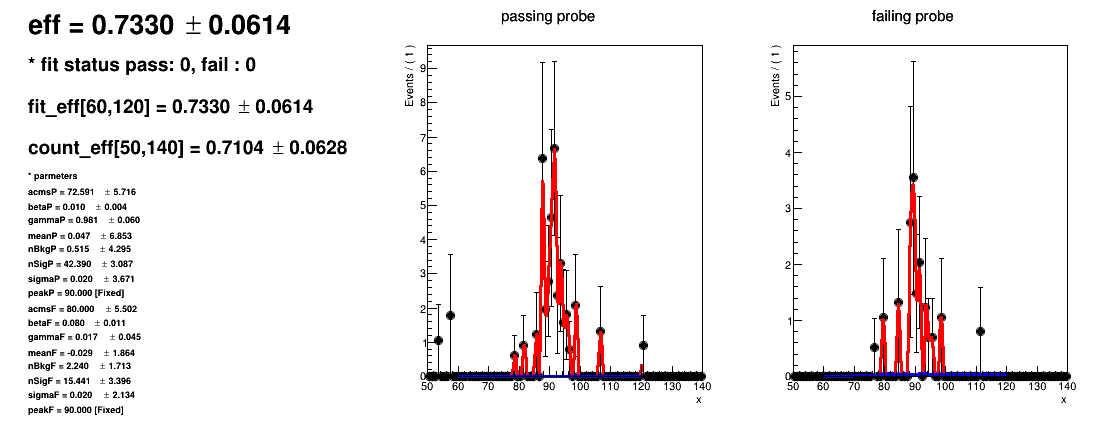 eff = 0.7330 ± 0.0614
* fit status pass: 0, fail : 0
fit_eff[60,120] = 0.7330 ± 0.0614
count_eff[50,140] = 0.7104 ± 0.0628
* parmeters
acmsP = 72.591 ± 5.716
betaP = 0.010 ± 0.004
gammaP = 0.981 ± 0.060
meanP = 0.047 ± 6.853
nBkgP = 0.515 ± 4.295
nSigP = 42.390 ± 3.087
sigmaP = 0.020 ± 3.671
peakP = 90.000 [Fixed]
acmsF = 80.000 ± 5.502
betaF = 0.080 ± 0.011
gammaF = 0.017 ± 0.045
meanF = -0.029 ± 1.864
nBkgF = 2.240 ± 1.713
nSigF = 15.441 ± 3.396
sigmaF = 0.020 ± 2.134
peakF = 90.000 [Fixed]
passing probe
Events / ( 1 )
9
8
7
6
5
4
3
2
1
0
50 60 70 80 90 100 110 120 130 140
x
failing probe
Events / ( 1 )
5
4
3
2
1
0
50 60 70 80 90 100 110 120 130 140
x